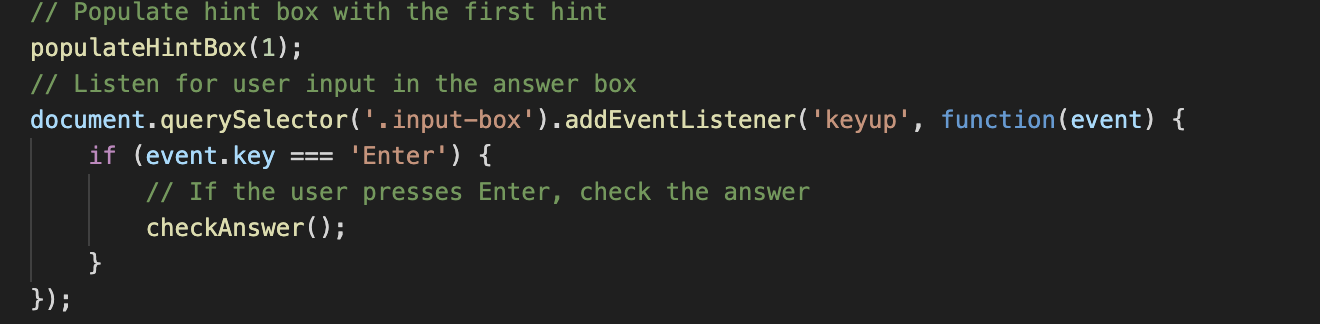 // Populate hint box with the first hint
populateHintBox(1);
// Listen for user input in the answer box
document.querySelector('.input-box').addEventListener('keyup', function(event) {
    if (event.key === 'Enter') {
        // If the user presses Enter, check the answer
        checkAnswer();
    }
});